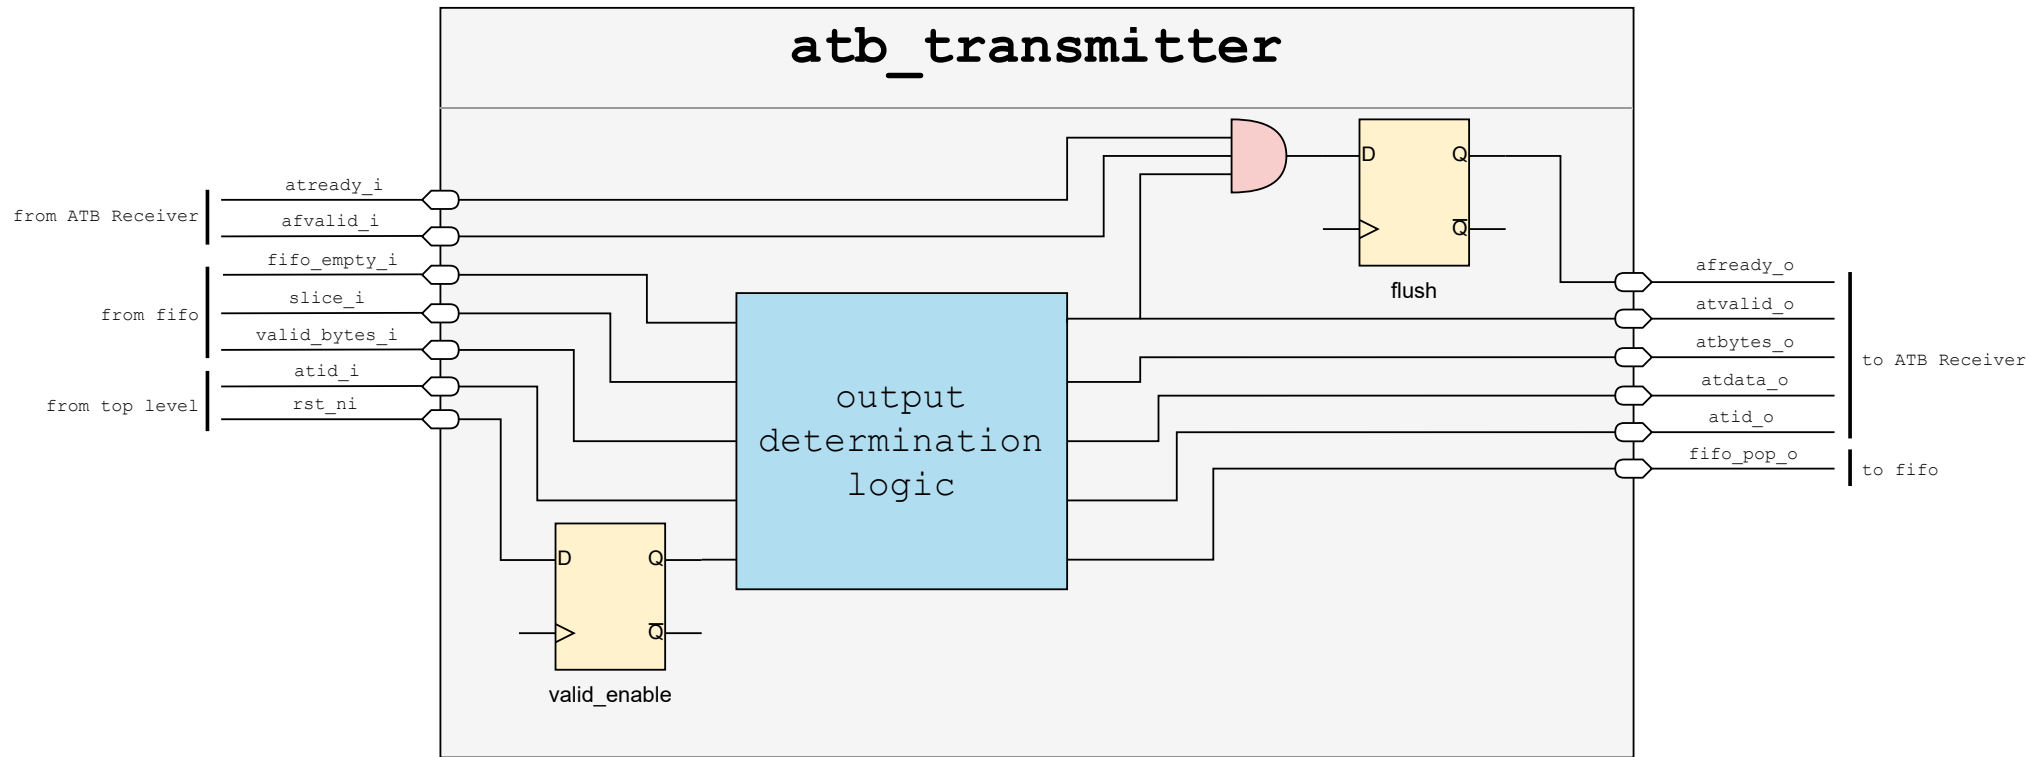 atb_transmitter
from ATB Receiver
atready_i
afvalid_i
from fifo
fifo_empty_i
slice_i
valid_bytes_i
from top level
atid_i
rst_ni
D
Q
Q
flush
output
determination
logic
D
Q
Q
valid_enable
afready_o
atvalid_o
atbytes_o
atdata_o
atid_o
to ATB Receiver
fifo_pop_o
to fifo